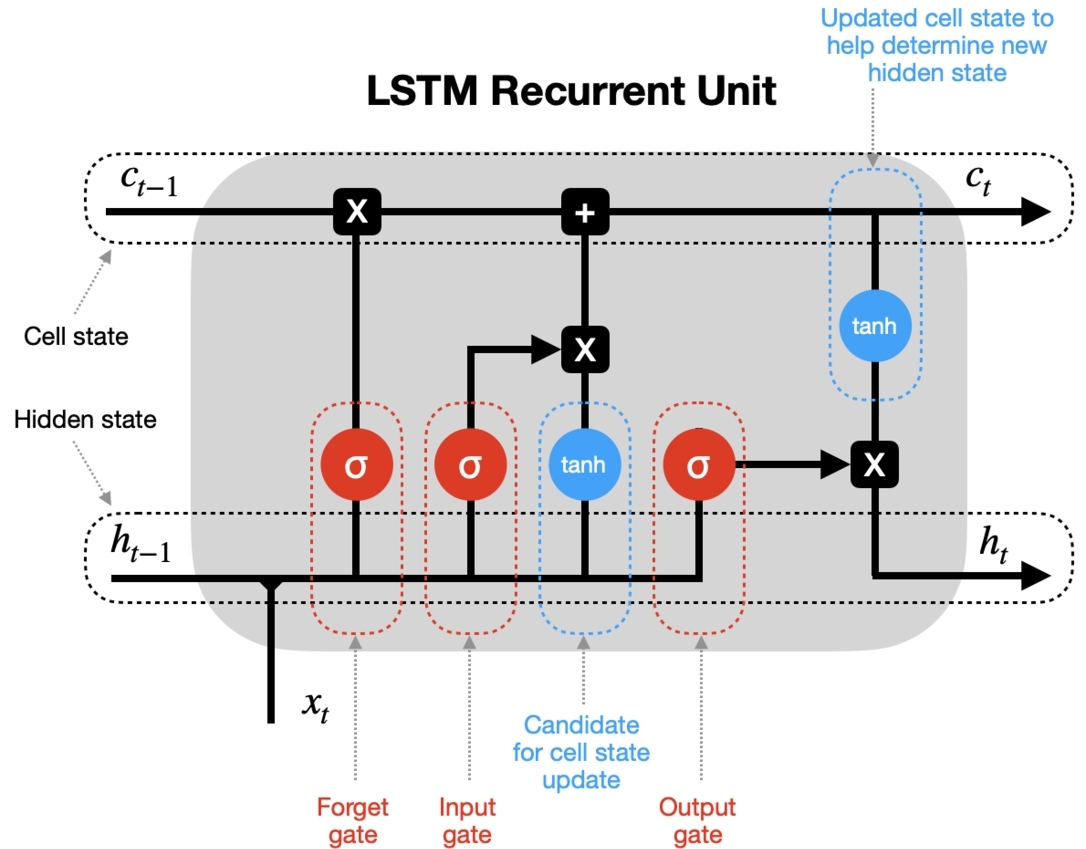 Updated cell state to
help determine new
hidden state
LSTM Recurrent Unit
c_{t−1}
c_t
X
+
Cell state
tanh
X
Hidden state
σ
σ
tanh
σ
X
h_{t−1}
h_t
x_t
Candidate
for cell state
update
Forget
gate
Input
gate
Output
gate